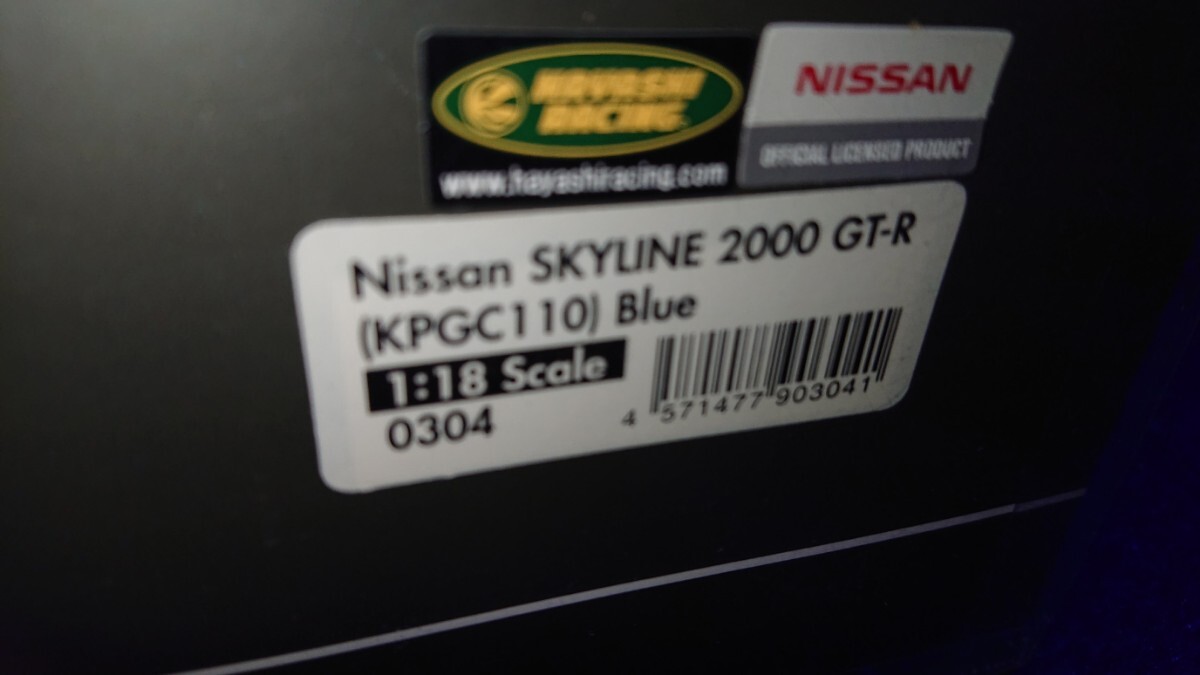 HAYASHI
RACING
www.hayashiracing.com
NISSAN
OFFICIAL LICENSED PRODUCT
Nissan SKYLINE 2000 GT-R
(KPGC110) Blue
1:18 Scale
0304
4 571477 903041